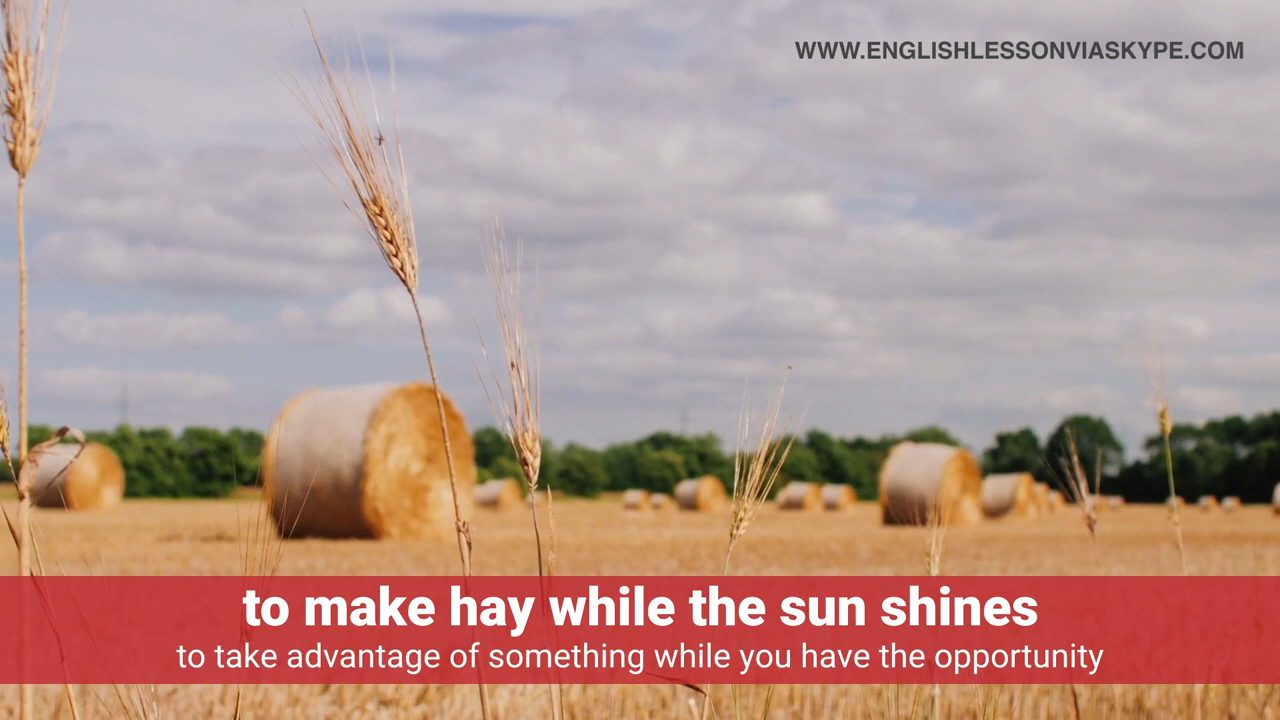 WWW.ENGLISHLESSONVIASKYPE.COM
to make hay while the sun shines
to take advantage of something while you have the opportunity